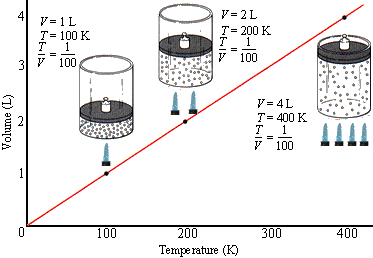 V = 1 L
T = 100 K
T/V = 1/100
V = 2 L
T = 200 K
T/V = 1/100
V = 4 L
T = 400 K
T/V = 1/100
Volume (L)
4
3
2
1
0
100
200
300
400
Temperature (K)